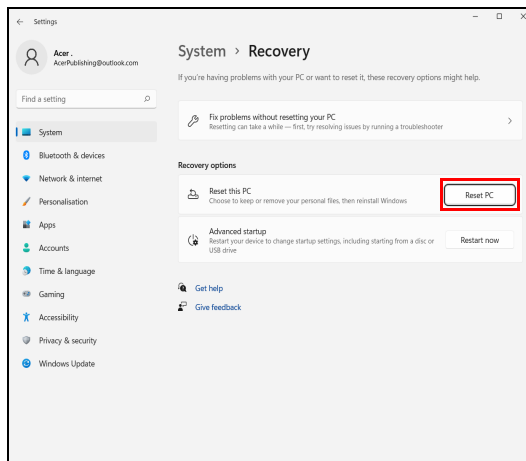 Settings
Acer .
AcerPublishing@outlook.com
Find a setting
System
Bluetooth & devices
Network & internet
Personalisation
Apps
Accounts
Time & language
Gaming
Accessibility
Privacy & security
Windows Update
System > Recovery
If you're having problems with your PC or want to reset it, these recovery options might help.
Fix problems without resetting your PC
Resetting can take a while — first, try resolving issues by running a troubleshooter
Recovery options
Reset this PC
Choose to keep or remove your personal files, then reinstall Windows
Reset PC
Advanced startup
Restart your device to change startup settings, including starting from a disc or
USB drive
Restart now
Get help
Give feedback